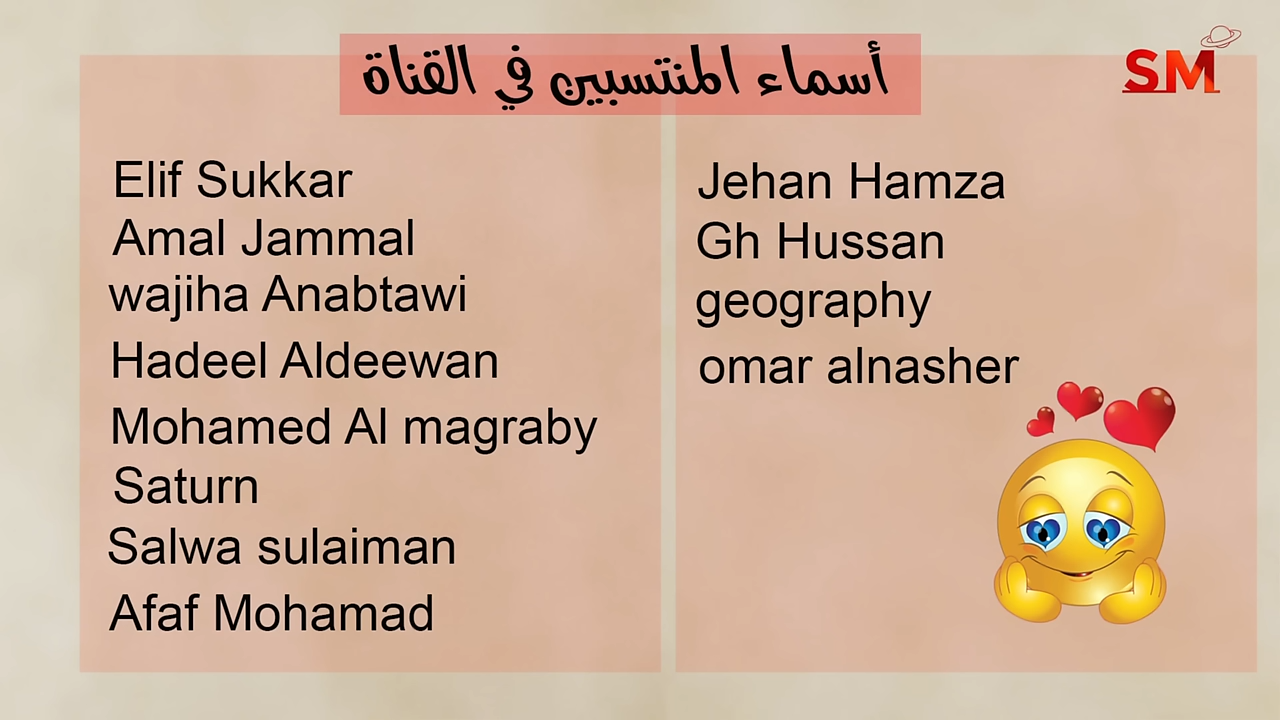 أسماء المنتسبين في القناة
SM
Elif Sukkar
Amal Jammal
wajiha Anabtawi
Hadeel Aldeewan
Mohamed Al magraby
Saturn
Salwa sulaiman
Afaf Mohamad
Jehan Hamza
Gh Hussan
geography
omar alnasher